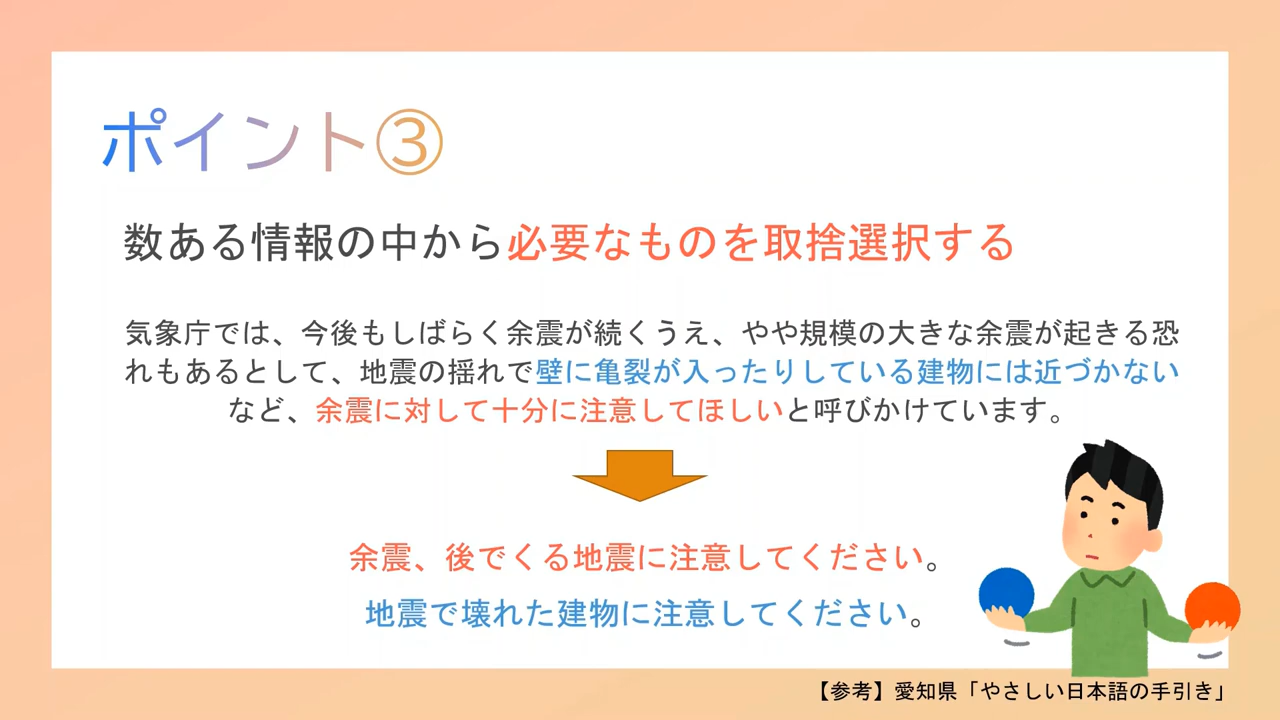 ポイント③
数ある情報の中から必要なものを取捨選択する
気象庁では、今後もしばらく余震が続くうえ、やや規模の大きな余震が起きる恐
れもあるとして、地震の揺れで壁に亀裂が入ったりしている建物には近づかない
など、余震に対して十分に注意してほしいと呼びかけています。
余震、後でくる地震に注意してください。
地震で壊れた建物に注意してください。
【参考】愛知県「やさしい日本語の手引き」